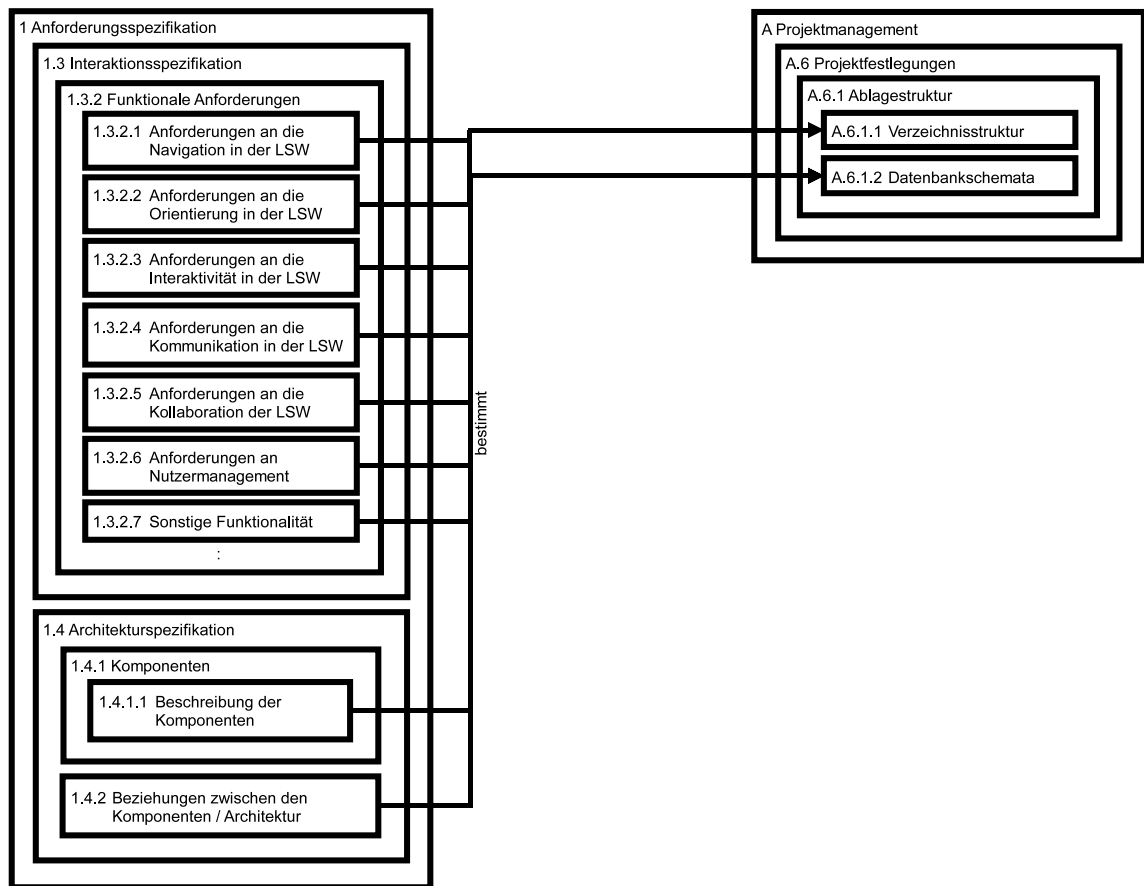 1 Anforderungsspezifikation
1.3 Interaktionsspezifikation
1.3.2 Funktionale Anforderungen
1.3.2.1 Anforderungen an die
Navigation in der LSW
1.3.2.2 Anforderungen an die
Orientierung in der LSW
1.3.2.3 Anforderungen an die
Interaktivität in der LSW
1.3.2.4 Anforderungen an die
Kommunikation in der LSW
1.3.2.5 Anforderungen an die
Kollaboration der LSW
1.3.2.6 Anforderungen an
Nutzermanagement
1.3.2.7 Sonstige Funktionalität
:
1.4 Architekturspezifikation
1.4.1 Komponenten
1.4.1.1 Beschreibung der
Komponenten
1.4.2 Beziehungen zwischen den
Komponenten / Architektur
bestimmt
A Projektmanagement
A.6 Projektfestlegungen
A.6.1 Ablagestruktur
A.6.1.1 Verzeichnisstruktur
A.6.1.2 Datenbankschemata